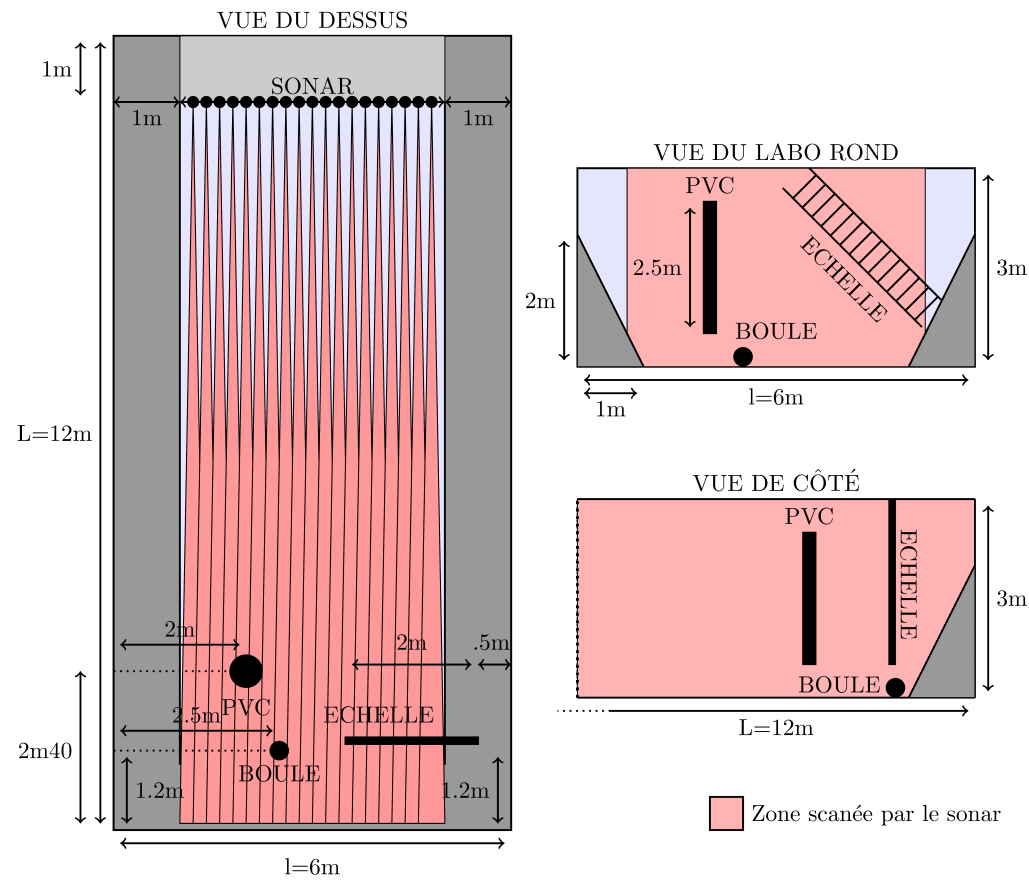 VUE DU DESSUS
1m
SONAR
1m
1m
L=12m
2m
2m
.5m
PVC
2.5m
ECHELLE
2m40
BOULE
1.2m
1.2m
l=6m
VUE DU LABO ROND
PVC
2.5m
ECHELLE
3m
2m
BOULE
l=6m
1m
VUE DE CÔTÉ
PVC
ECHELLE
3m
BOULE
L=12m
Zone scanée par le sonar